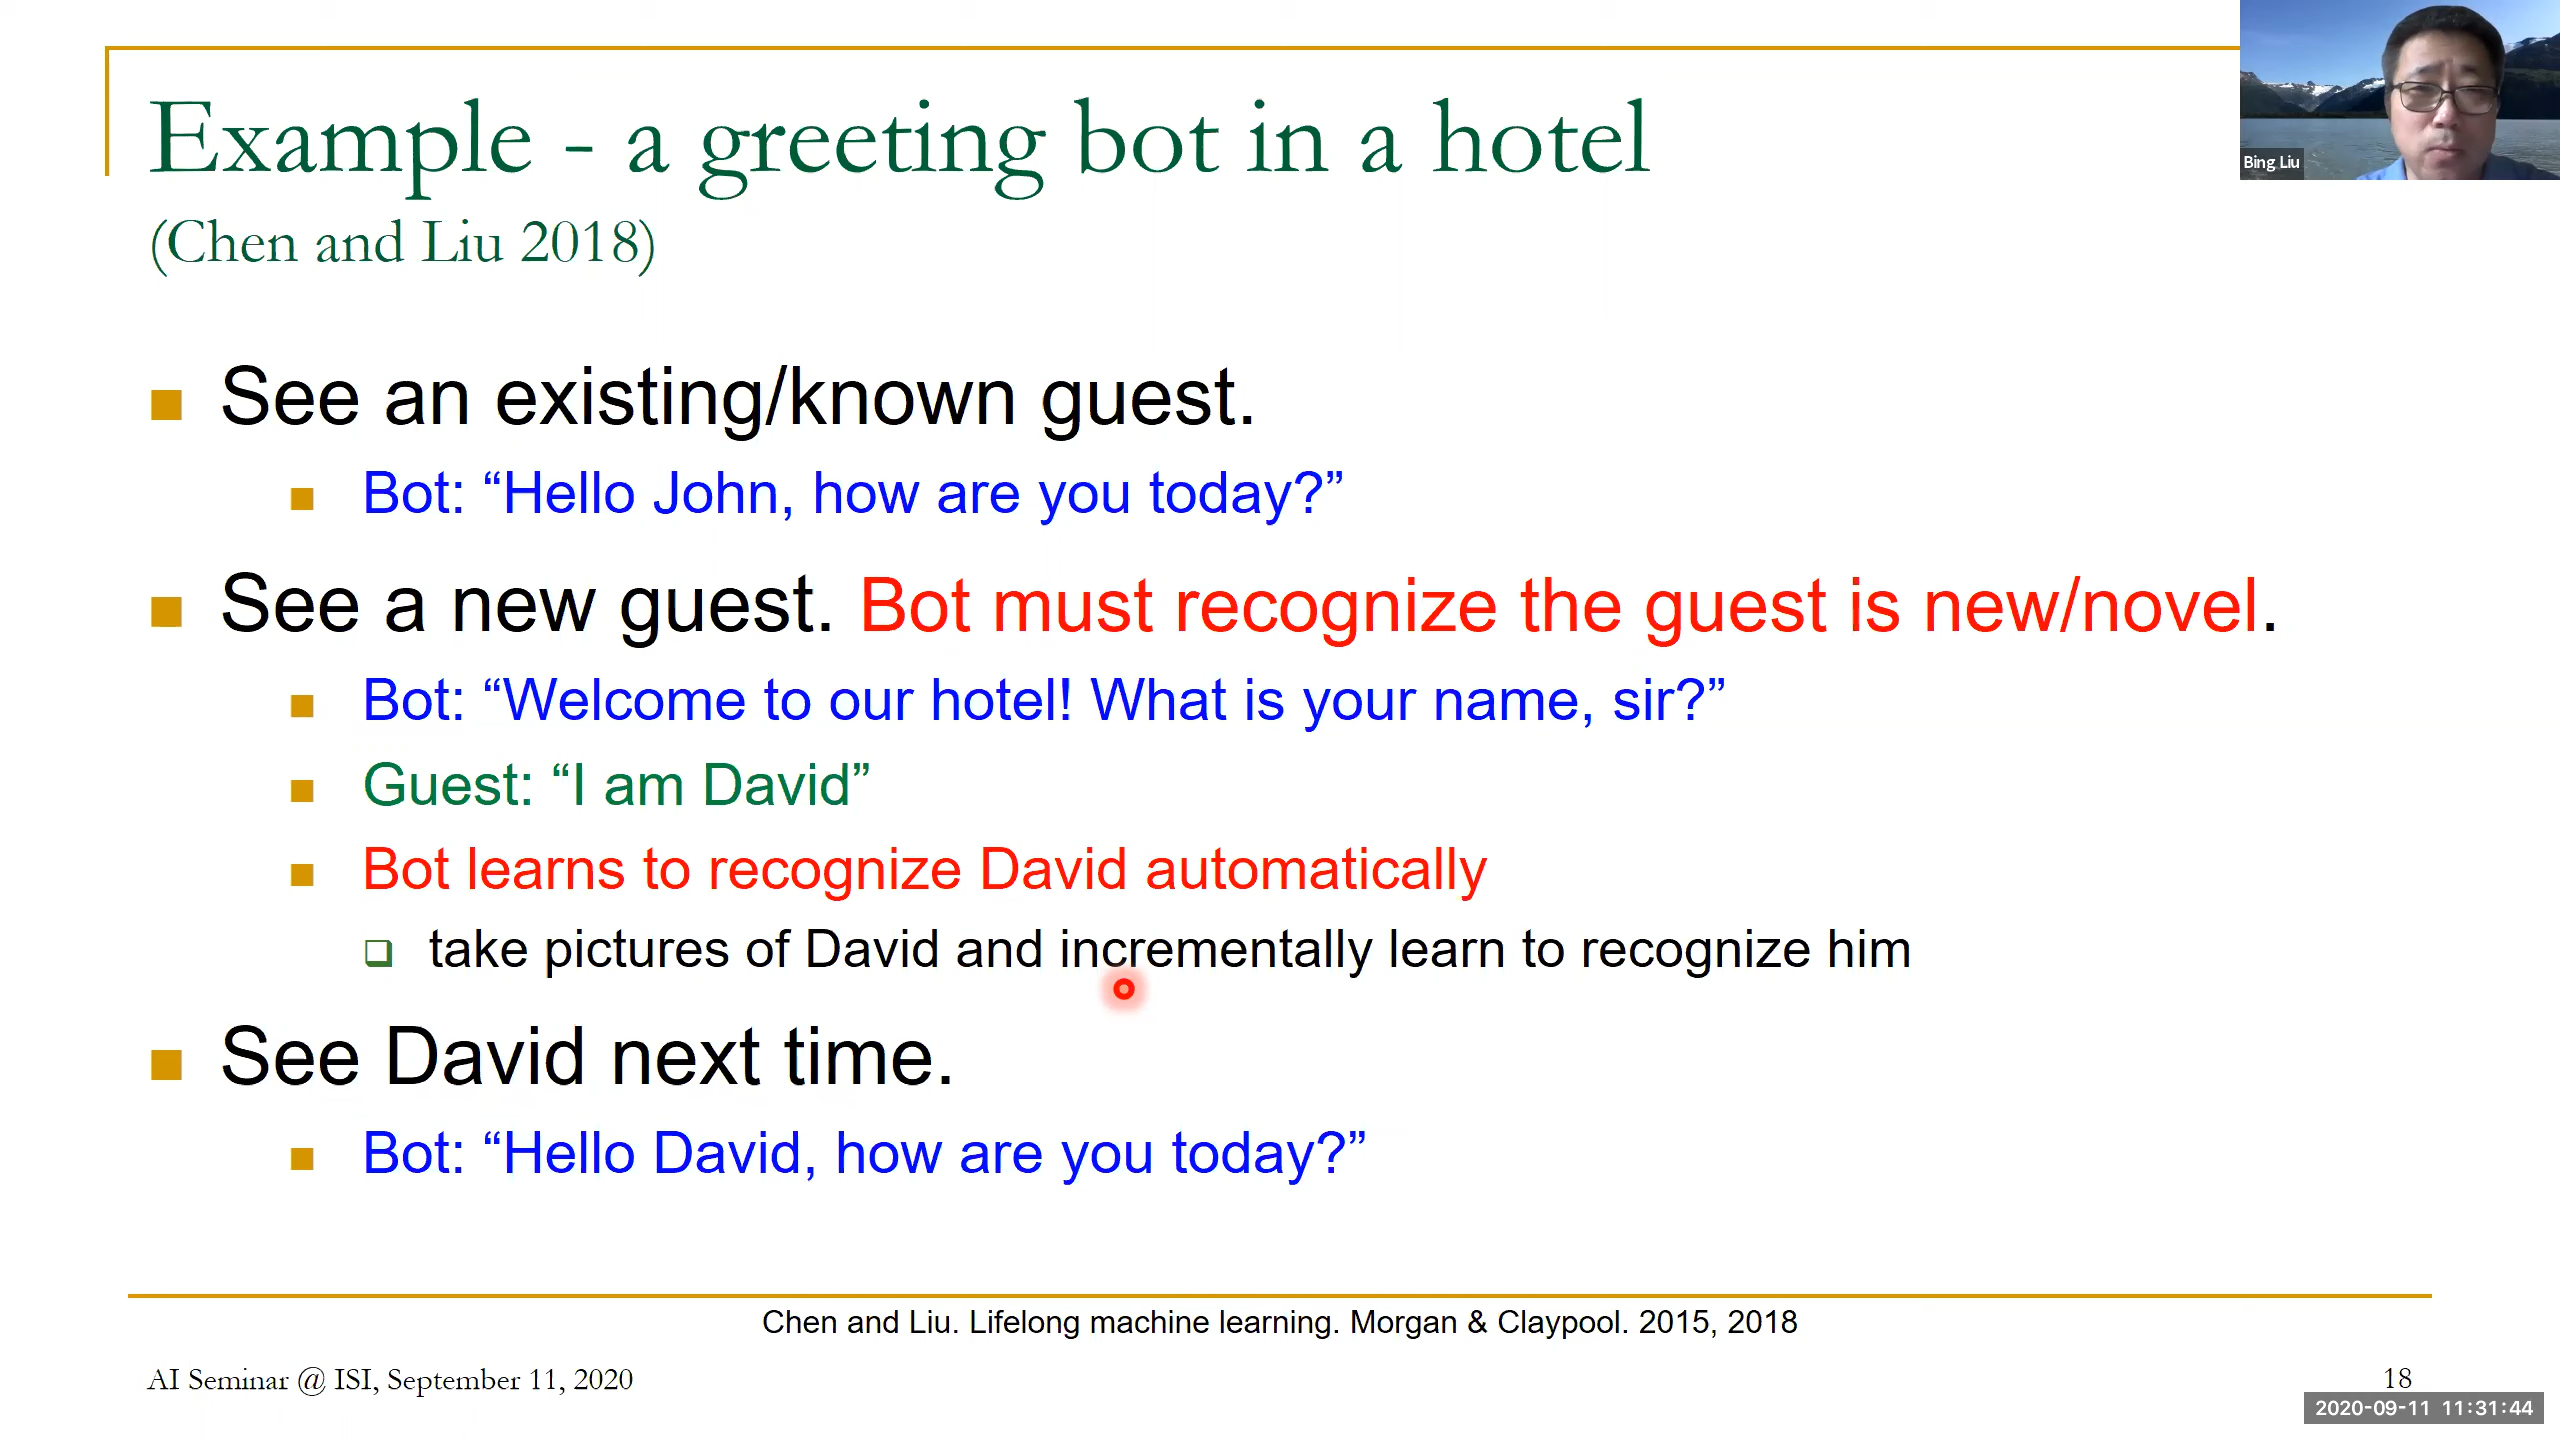 Example - a greeting bot in a hotel
(Chen and Liu 2018)
Bing Liu
See an existing/known guest.
Bot: “Hello John, how are you today?”
See a new guest. Bot must recognize the guest is new/novel.
Bot: “Welcome to our hotel! What is your name, sir?”
Guest: “I am David”
Bot learns to recognize David automatically
take pictures of David and incrementally learn to recognize him
See David next time.
Bot: “Hello David, how are you today?”
Chen and Liu. Lifelong machine learning. Morgan & Claypool. 2015, 2018
AI Seminar @ ISI, September 11, 2020
18
2020-09-11 11:31:44